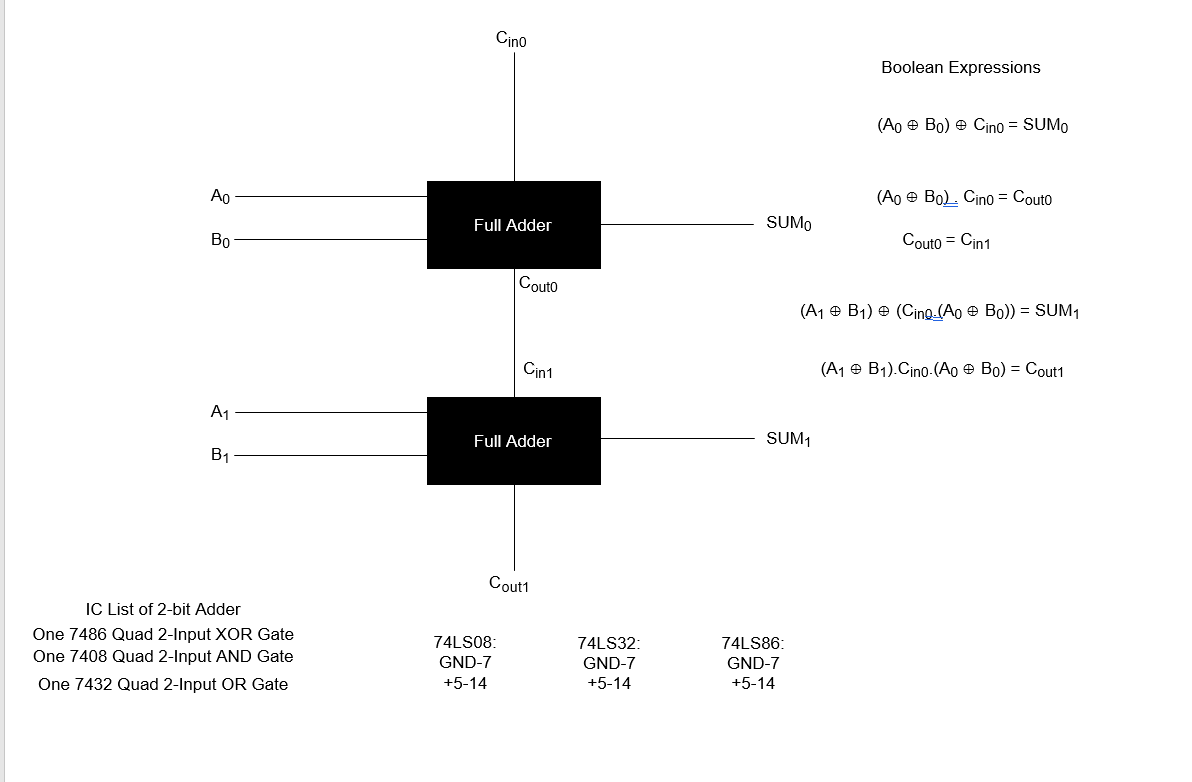 Cin0
Boolean Expressions
(A0 ⊕ B0) ⊕ Cin0 = SUM0
A0
Full Adder
SUM0
B0
(A0 ⊕ B0) . Cin0 = Cout0
Cout0 = Cin1
Cout0
(A1 ⊕ B1) ⊕ (Cin0.(A0 ⊕ B0)) = SUM1
Cin1
(A1 ⊕ B1).Cin0.(A0 ⊕ B0) = Cout1
A1
Full Adder
SUM1
B1
Cout1
IC List of 2-bit Adder
One 7486 Quad 2-Input XOR Gate
One 7408 Quad 2-Input AND Gate
One 7432 Quad 2-Input OR Gate
74LS08:
GND-7
+5-14
74LS32:
GND-7
+5-14
74LS86:
GND-7
+5-14